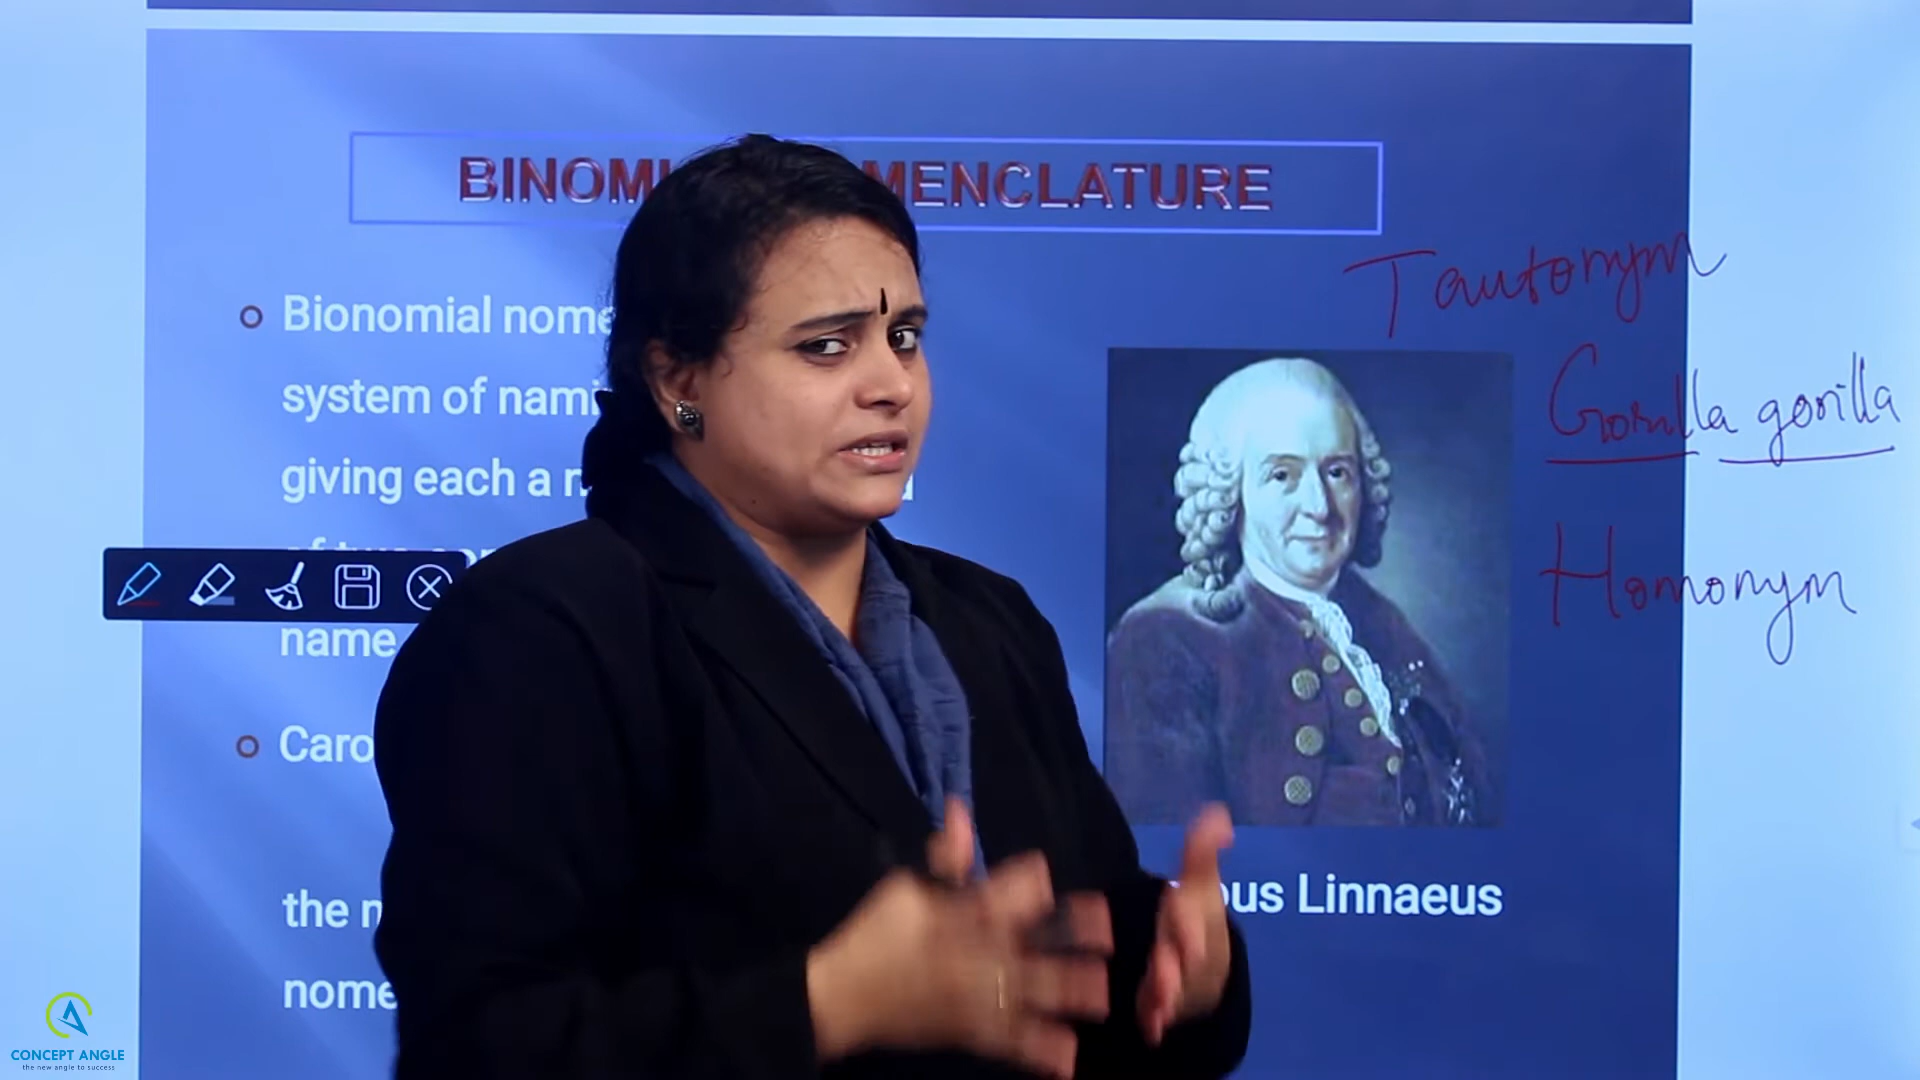 BINOMI MENCLATURE
Tautonym
Bionomial nome
Gorilla gorilla
system of nami
giving each a
Homonym
name
Caro
ous Linnaeus
the
nome
CONCEPT ANGLE
the new angle to success